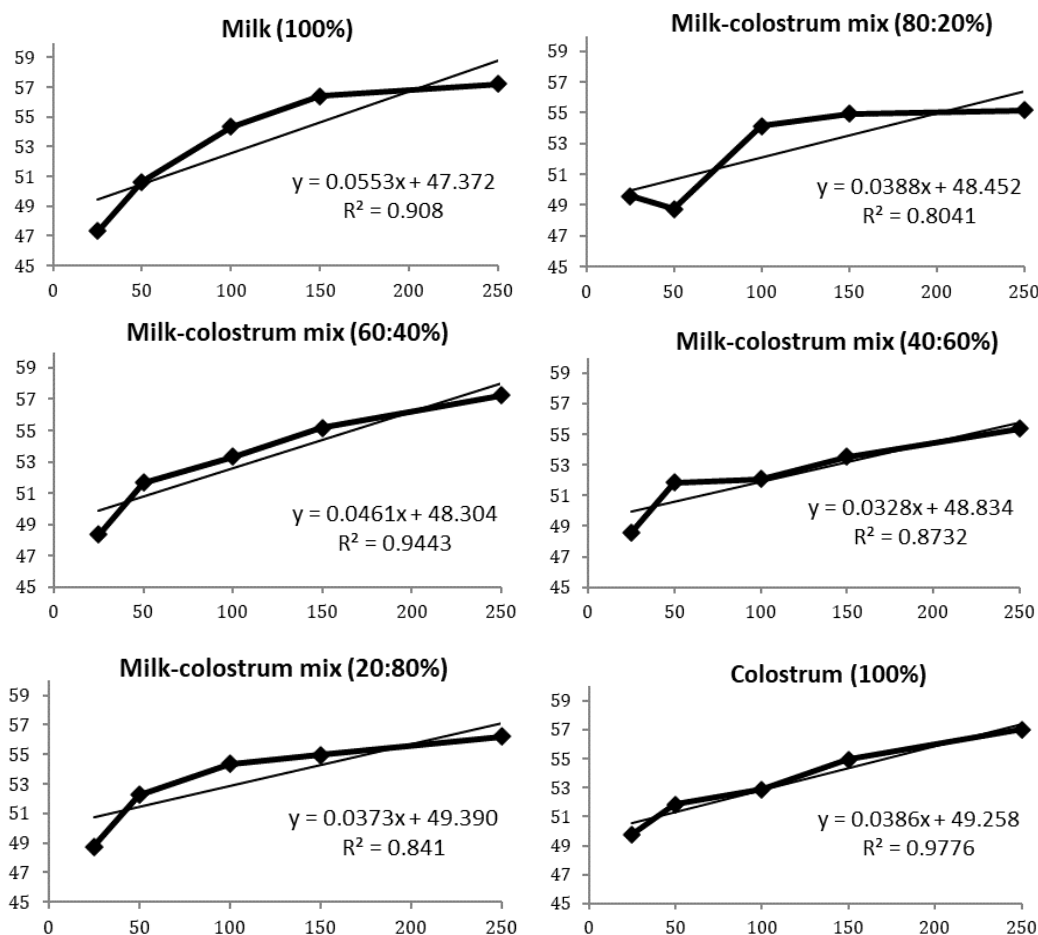 Milk (100%)
59
57
55
53
51
49
47
45
y = 0.0553x + 47.372
R² = 0.908
0 50 100 150 200 250
Milk-colostrum mix (80:20%)
59
57
55
53
51
49
47
45
y = 0.0388x + 48.452
R² = 0.8041
0 50 100 150 200 250
Milk-colostrum mix (60:40%)
59
57
55
53
51
49
47
45
y = 0.0461x + 48.304
R² = 0.9443
0 50 100 150 200 250
Milk-colostrum mix (40:60%)
59
57
55
53
51
49
47
45
y = 0.0328x + 48.834
R² = 0.8732
0 50 100 150 200 250
Milk-colostrum mix (20:80%)
59
57
55
53
51
49
47
45
y = 0.0373x + 49.390
R² = 0.841
0 50 100 150 200 250
Colostrum (100%)
59
57
55
53
51
49
47
45
y = 0.0386x + 49.258
R² = 0.9776
0 50 100 150 200 250